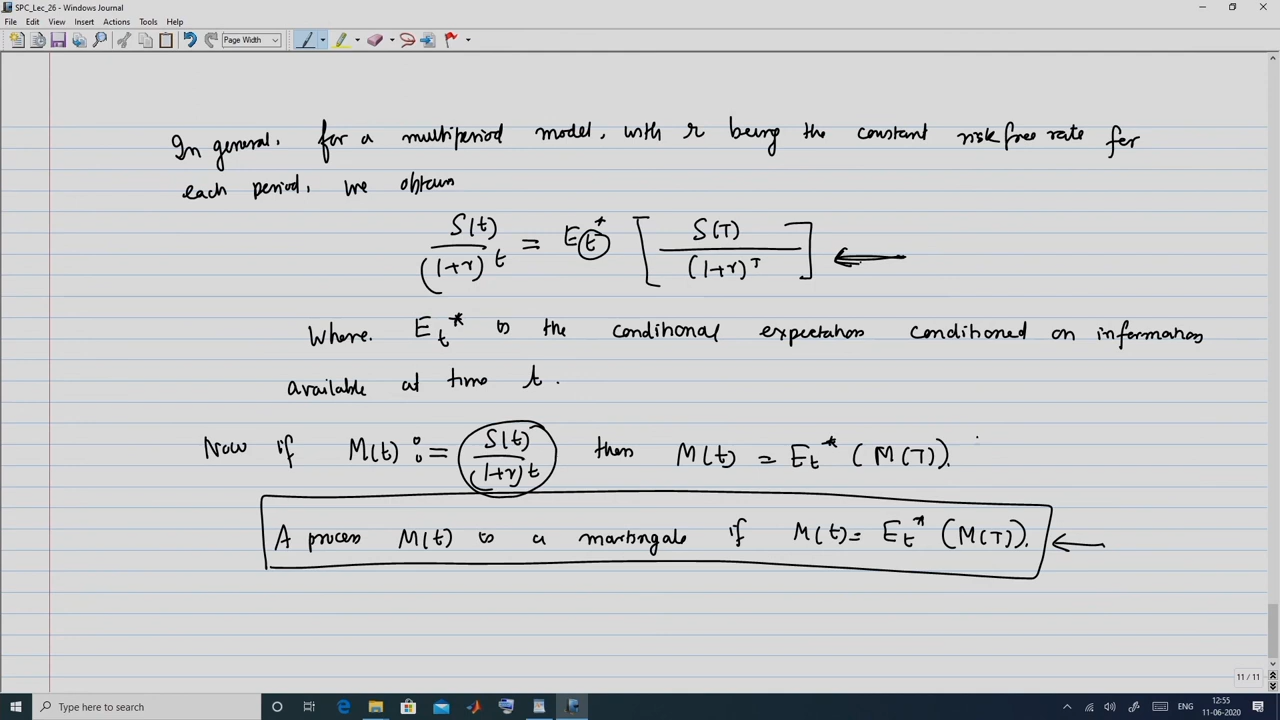 SPC_Lec_26 - Windows Journal
File Edit View Insert Actions Tools Help
Page Width
In general, for a multiperiod model, with r being the constant risk free rate for
each period, we obtain
S(t)/(1+r)^t = E_t^* [ S(T)/(1+r)^T ]
Where. E_t^* is the conditional expectation conditioned on information
available at time t.
Now if M(t) := S(t)/(1+r)^t then M(t) = E_t^* (M(T)).
A process M(t) is a martingale if M(t) = E_t^* (M(T)).
11 / 11
Type here to search
ENG
12:55
11-06-2020